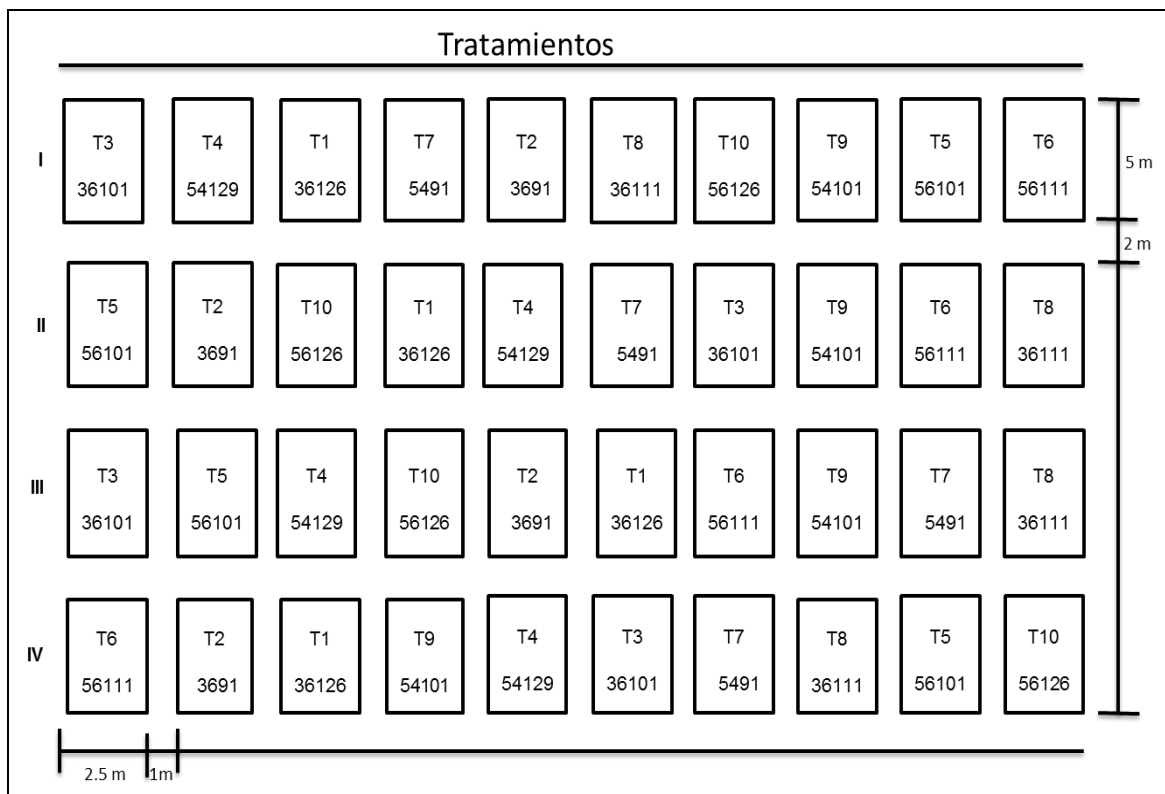 Tratamientos
I
T3 T4 T1 T7 T2 T8 T10 T9 T5 T6
36101 54129 36126 5491 3691 36111 56126 54101 56101 56111
5 m
2 m
II
T5 T2 T10 T1 T4 T7 T3 T9 T6 T8
56101 3691 56126 36126 54129 5491 36101 54101 56111 36111
III
T3 T5 T4 T10 T2 T1 T6 T9 T7 T8
36101 56101 54129 56126 3691 36126 56111 54101 5491 36111
IV
T6 T2 T1 T9 T4 T3 T7 T8 T5 T10
56111 3691 36126 54101 54129 36101 5491 36111 56101 56126
2.5 m 1m